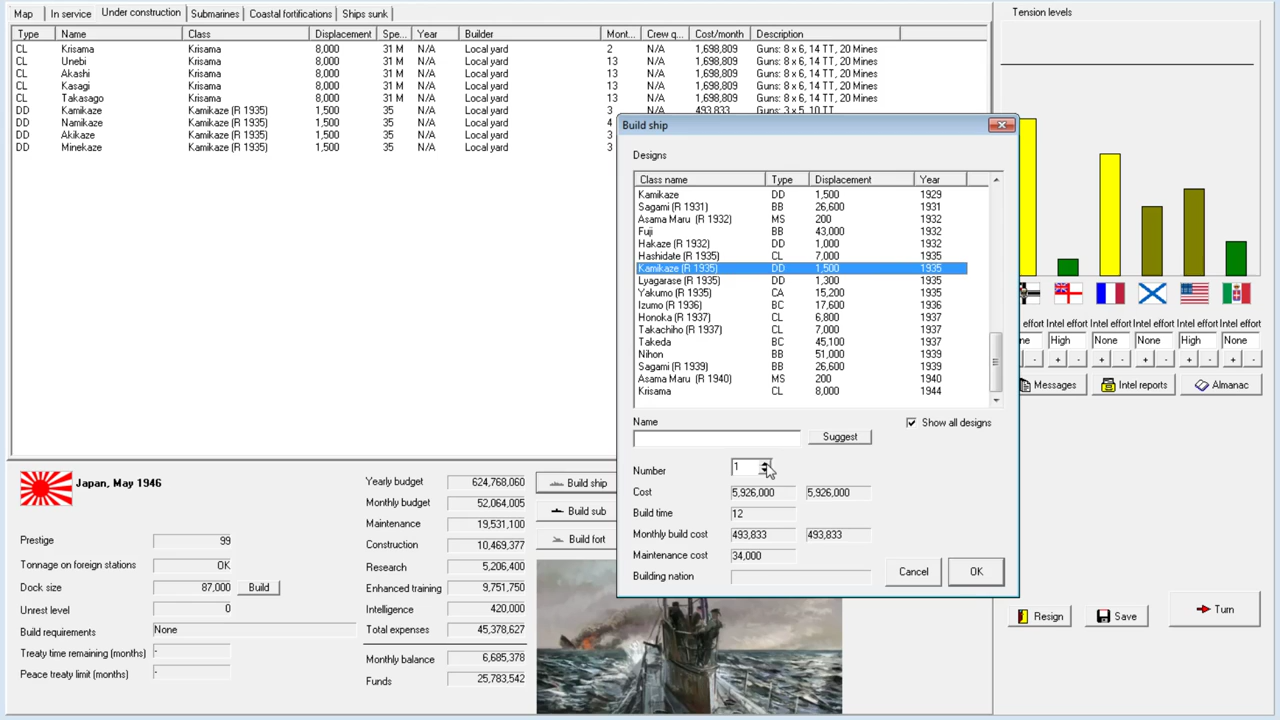 Map In service Under construction Submarines Coastal fortifications Ships sunk
Type Name Class Displacement Spe... Year Builder Mont... Crew q... Cost/month Description
CL Krisama Krisama 8,000 31 M N/A Local yard 2 N/A 1,698,809 Guns: 8 x 6, 14 TT, 20 Mines
CL Unebi Krisama 8,000 31 M N/A Local yard 13 N/A 1,698,809 Guns: 8 x 6, 14 TT, 20 Mines
CL Akashi Krisama 8,000 31 M N/A Local yard 13 N/A 1,698,809 Guns: 8 x 6, 14 TT, 20 Mines
CL Kasagi Krisama 8,000 31 M N/A Local yard 13 N/A 1,698,809 Guns: 8 x 6, 14 TT, 20 Mines
CL Takasago Krisama 8,000 31 M N/A Local yard 13 N/A 1,698,809 Guns: 8 x 6, 14 TT, 20 Mines
DD Kamikaze Kamikaze (R 1935) 1,500 35 N/A Local yard 3 N/A 493,833 Guns: 3 x 5, 10 TT
DD Namikaze Kamikaze (R 1935) 1,500 35 N/A Local yard 4
DD Akikaze Kamikaze (R 1935) 1,500 35 N/A Local yard 3
DD Minekaze Kamikaze (R 1935) 1,500 35 N/A Local yard 3
Tension levels
Build ship
Designs
Class name Type Displacement Year
Kamikaze DD 1,500 1929
Sagami (R 1931) BB 26,600 1931
Asama Maru (R 1932) MS 200 1932
Fuji BB 43,000 1932
Hakaze (R 1932) DD 1,000 1932
Hashidate (R 1935) CL 7,000 1935
Kamikaze (R 1935) DD 1,500 1935
Lyagarase (R 1935) DD 1,300 1935
Yakumo (R 1935) CA 15,200 1935
Izumo (R 1936) BC 17,600 1936
Honoka (R 1937) CL 6,800 1937
Takachiho (R 1937) CL 7,000 1937
Takeda BC 45,100 1937
Nihon BB 51,000 1939
Sagami (R 1939) BB 26,600 1939
Asama Maru (R 1940) MS 200 1940
Krisama CL 8,000 1944
Name Show all designs
Suggest
Number 1
Cost 5,926,000 5,926,000
Build time 12
Monthly build cost 493,833 493,833
Maintenance cost 34,000
Building nation
Cancel OK
effort Intel effort Intel effort Intel effort Intel effort Intel effort
ne High None None High None
- + - + - + - + - + -
Messages Intel reports Almanac
Resign Save Turn
Japan, May 1946
Prestige 99
Tonnage on foreign stations OK
Dock size 87,000 Build
Unrest level 0
Build requirements None
Treaty time remaining (months) -
Peace treaty limit (months) -
Yearly budget 624,768,060
Monthly budget 52,064,005
Maintenance 19,531,100
Construction 10,469,377
Research 5,206,400
Enhanced training 9,751,750
Intelligence 420,000
Total expenses 45,378,627
Monthly balance 6,685,378
Funds 25,783,542
Build ship
Build sub
Build fort